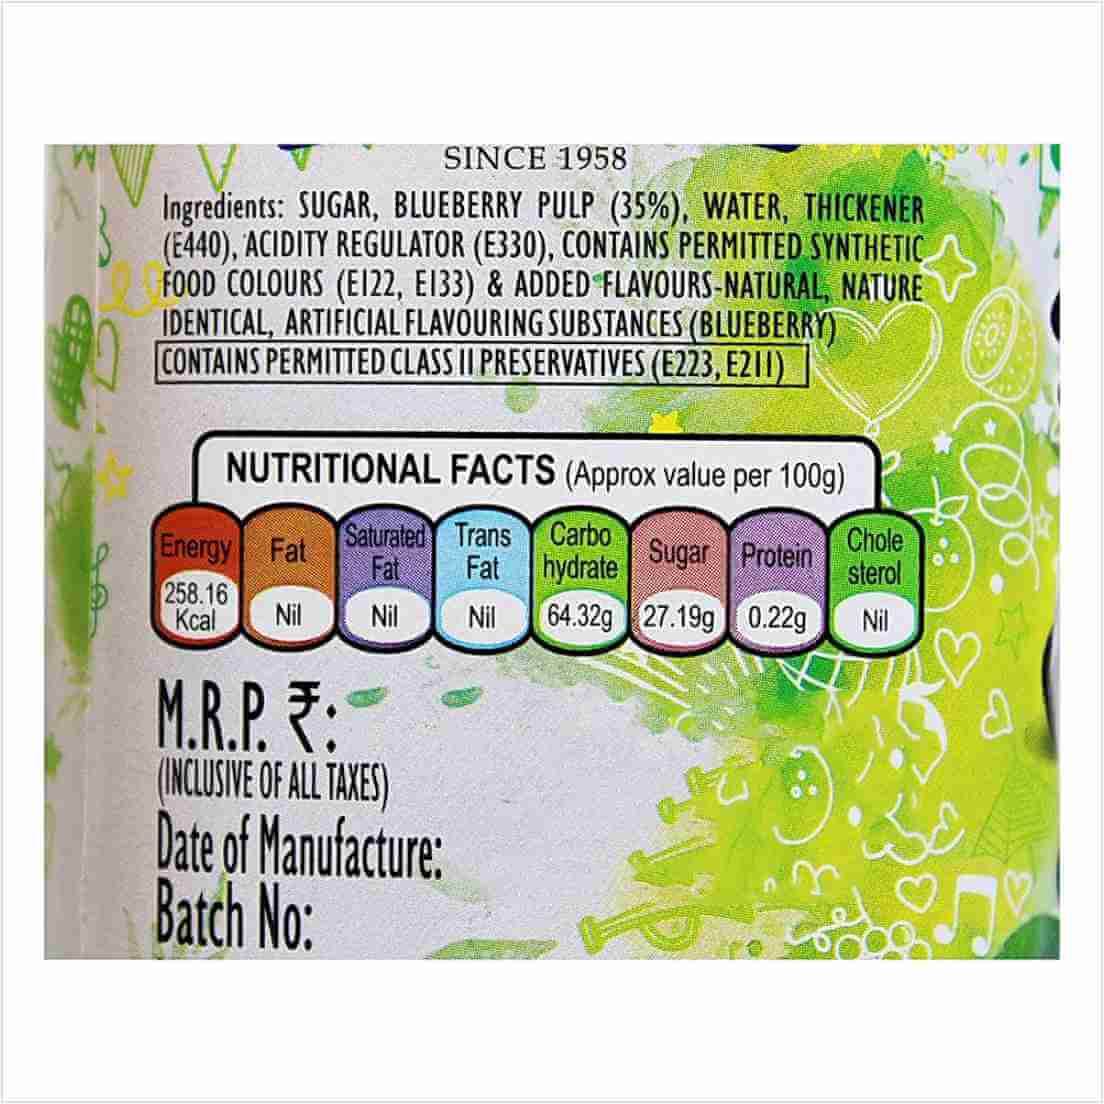 SINCE 1958
Ingredients: SUGAR, BLUEBERRY PULP (35%), WATER, THICKENER
(E440), ACIDITY REGULATOR (E330), CONTAINS PERMITTED SYNTHETIC
FOOD COLOURS (E122, E133) & ADDED FLAVOURS-NATURAL, NATURE
IDENTICAL, ARTIFICIAL FLAVOURING SUBSTANCES (BLUEBERRY)
CONTAINS PERMITTED CLASS II PRESERVATIVES (E223, E211)
NUTRITIONAL FACTS (Approx value per 100g)
Energy
258.16
Kcal
Fat
Nil
Saturated
Fat
Nil
Trans
Fat
Nil
Carbo
hydrate
64.32g
Sugar
27.19g
Protein
0.22g
Chole
sterol
Nil
M.R.P. ₹:
(INCLUSIVE OF ALL TAXES)
Date of Manufacture:
Batch No: